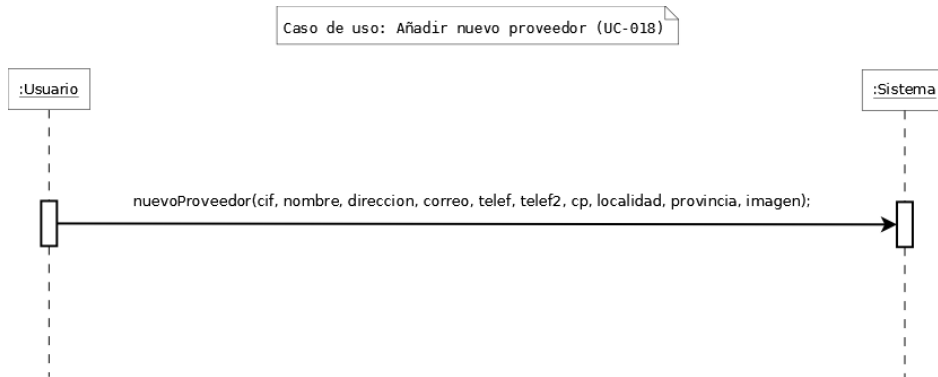 Caso de uso: Añadir nuevo proveedor (UC-018)
:Usuario
:Sistema
nuevoProveedor(cif, nombre, direccion, correo, telef, telef2, cp, localidad, provincia, imagen);